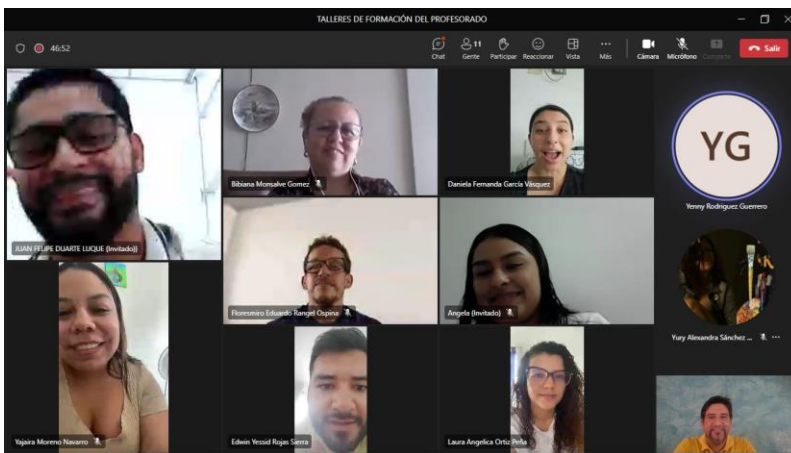 TALLERES DE FORMACIÓN DEL PROFESORADO
46:52
Chat
Gente 11
Participar
Reaccionar
Vista
Más
Cámara
Micrófono
Compartir
Salir
JUAN FELIPE DUARTE LUQUE (Invitado))
Bibiana Monsalve Gomez
Daniela Fernanda García Vásquez
YG
Yenny Rodriguez Guerrero
Floresmiro Eduardo Rangel Ospina
Angela (Invitado)
Yury Alexandra Sánchez ...
Yajaira Moreno Navarro
Edwin Yessid Rojas Sierra
Laura Angelica Ortiz Peña